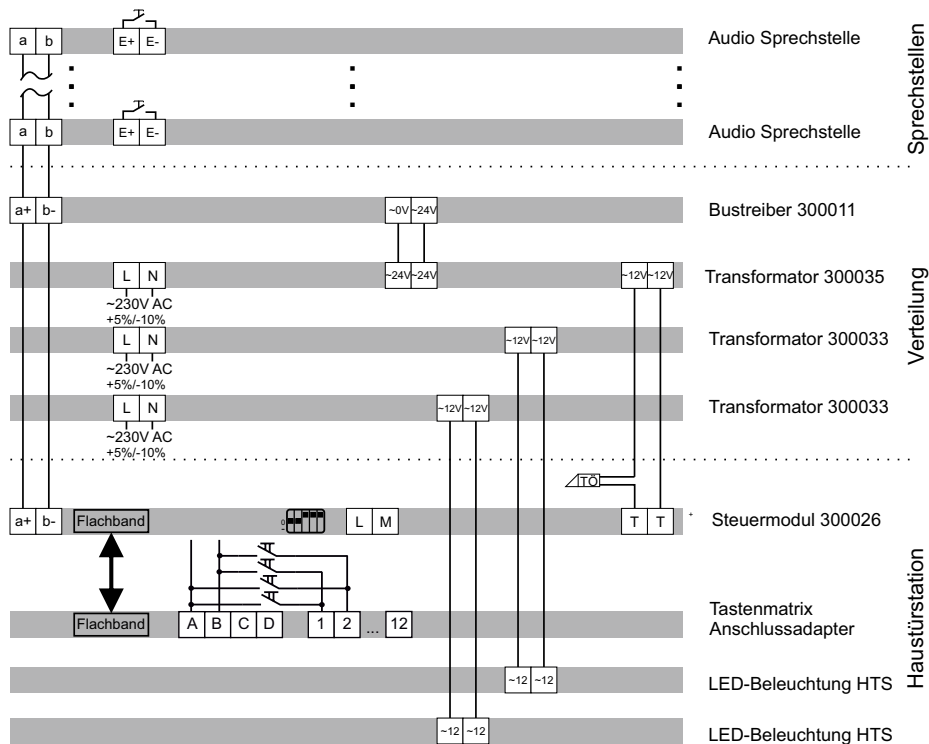 a b E+ E- Audio Sprechstelle
a b E+ E- Audio Sprechstelle
Sprechstellen
a+ b- ~0V ~24V Bustreiber 300011
L N ~24V ~24V ~12V ~12V Transformator 300035
~230V AC
+5%/-10%
L N ~12V ~12V Transformator 300033
~230V AC
+5%/-10%
L N ~12V ~12V Transformator 300033
~230V AC
+5%/-10%
Verteilung
TÖ
a+ b- Flachband L M T T + Steuermodul 300026
Flachband A B C D 1 2 ... 12 Tastenmatrix
Anschlussadapter
~12 ~12 LED-Beleuchtung HTS
~12 ~12 LED-Beleuchtung HTS
Haustürstation